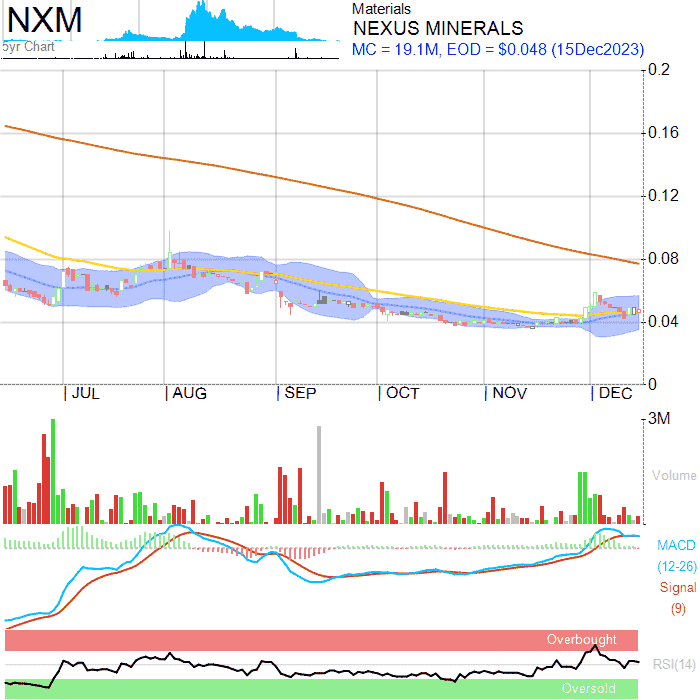 NXM
5yr Chart
Materials
NEXUS MINERALS
MC = 19.1M, EOD = $0.048 (15Dec2023)
0.2
0.16
0.12
0.08
0.04
0
JUL AUG SEP OCT NOV DEC
3M
Volume
MACD
(12-26)
Signal
(9)
Overbought
RSI(14)
Oversold